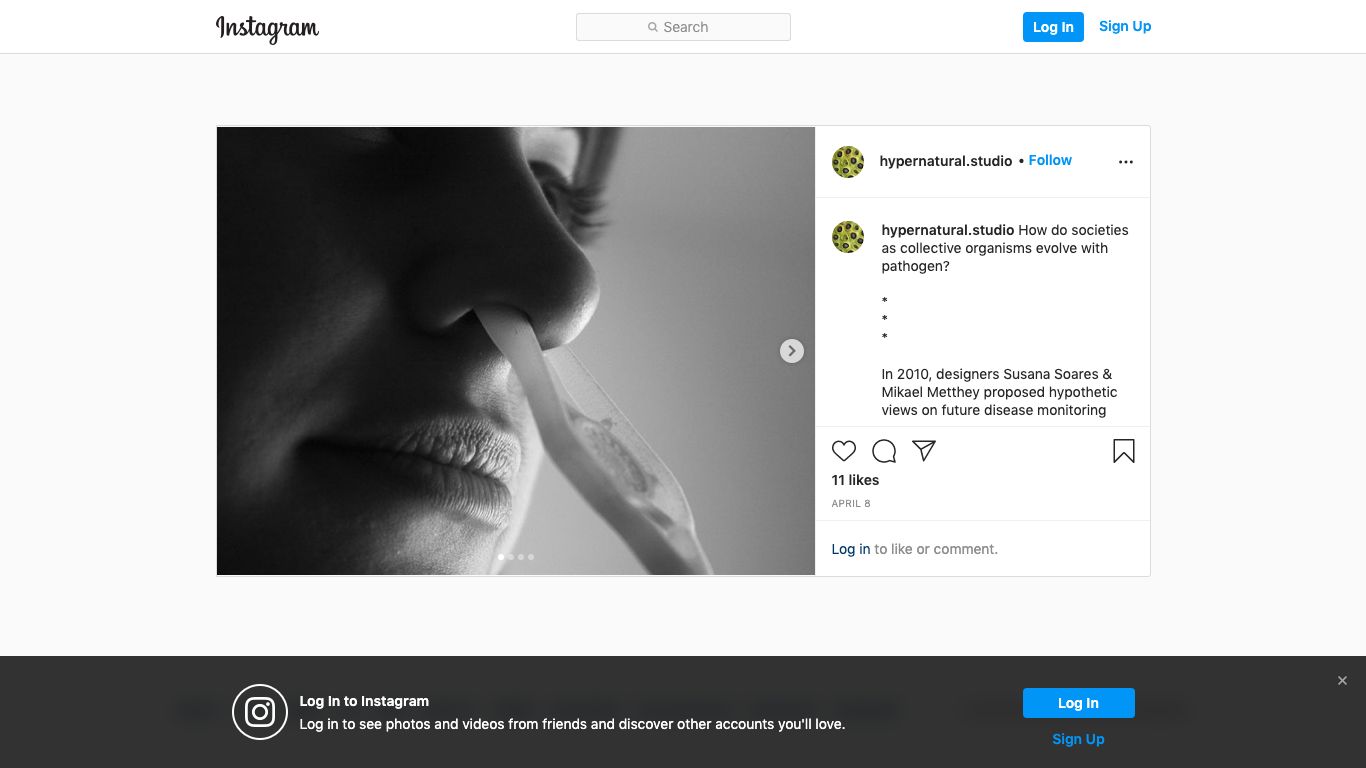 Instagram
Search
Log In
Sign Up
hypernatural.studio • Follow
hypernatural.studio How do societies
as collective organisms evolve with
pathogen?
*
*
*
In 2010, designers Susana Soares &
Mikael Metthey proposed hypothetic
views on future disease monitoring
11 likes
APRIL 8
Log in to like or comment.
Log In to Instagram
Log in to see photos and videos from friends and discover other accounts you'll love.
Log In
Sign Up